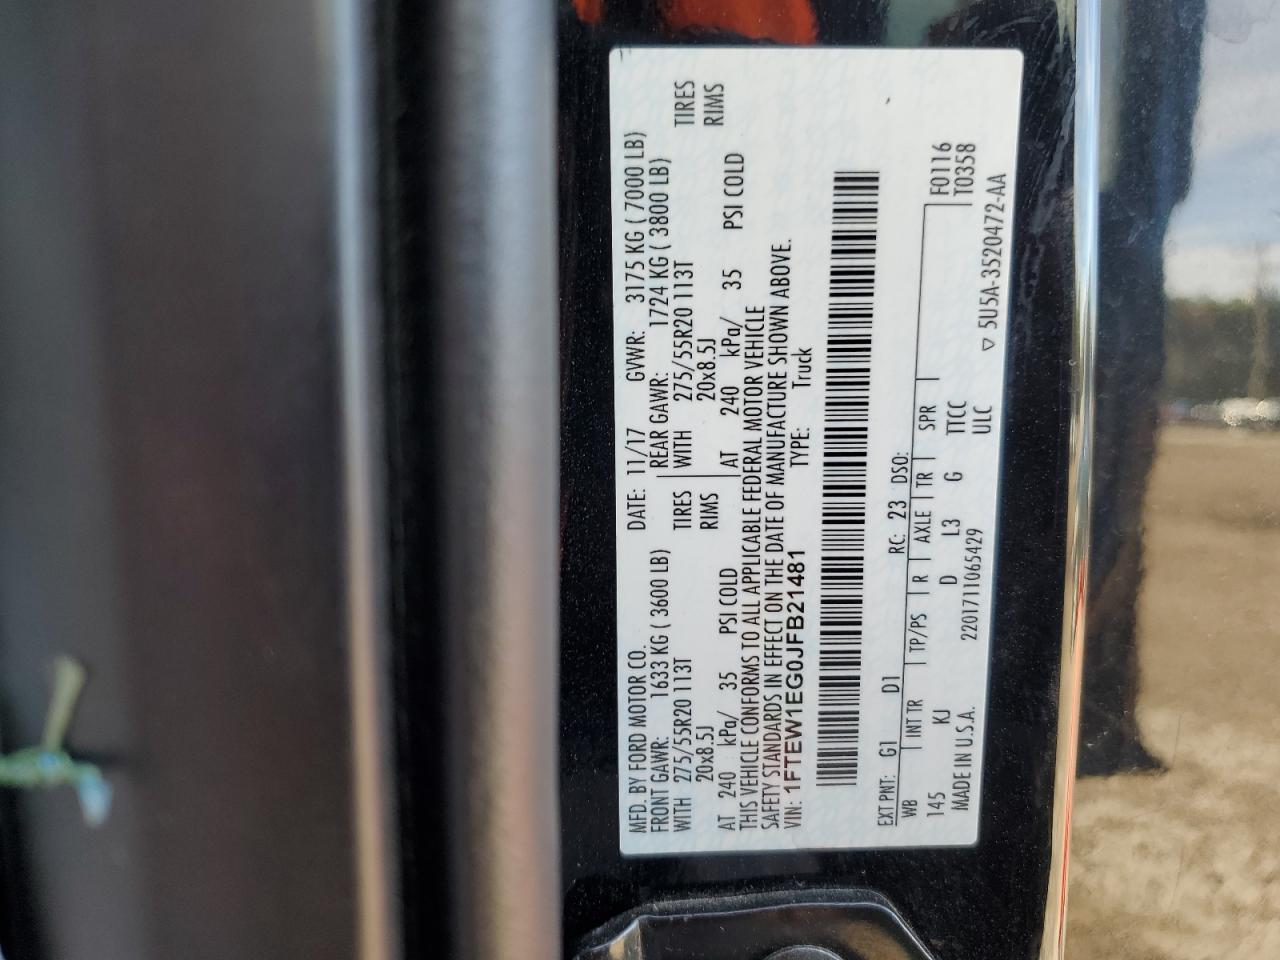 MFD. BY FORD MOTOR CO. DATE: 11/17 GVWR: 3175 KG ( 7000 LB)
FRONT GAWR: 1633 KG ( 3600 LB) REAR GAWR: 1724 KG ( 3800 LB)
WITH 275/55R20 113T TIRES WITH 275/55R20 113T TIRES
20x8.5J RIMS 20x8.5J RIMS
AT 240 kPa/ 35 PSI COLD AT 240 kPa/ 35 PSI COLD
THIS VEHICLE CONFORMS TO ALL APPLICABLE FEDERAL MOTOR VEHICLE
SAFETY STANDARDS IN EFFECT ON THE DATE OF MANUFACTURE SHOWN ABOVE.
VIN: 1FTEW1EG0JFB21481 TYPE: Truck
EXT PNT: G1 D1 RC: 23 DSO:
WB INT TR TP/PS R AXLE TR SPR F0116
145 KJ D L3 G TTCC T0358
MADE IN U.S.A. 2201711065429 ULC
▽ 5U5A-3520472-AA